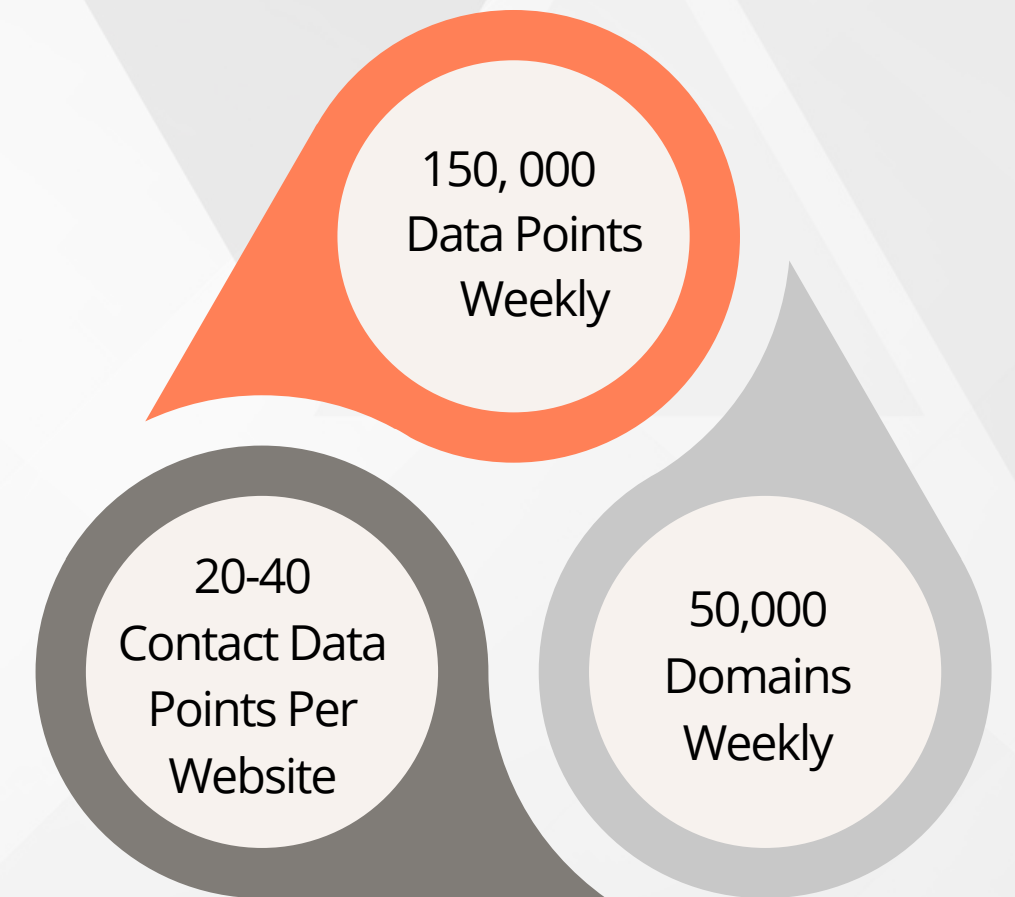 150, 000
Data Points
Weekly
20-40
Contact Data
Points Per
Website
50,000
Domains
Weekly